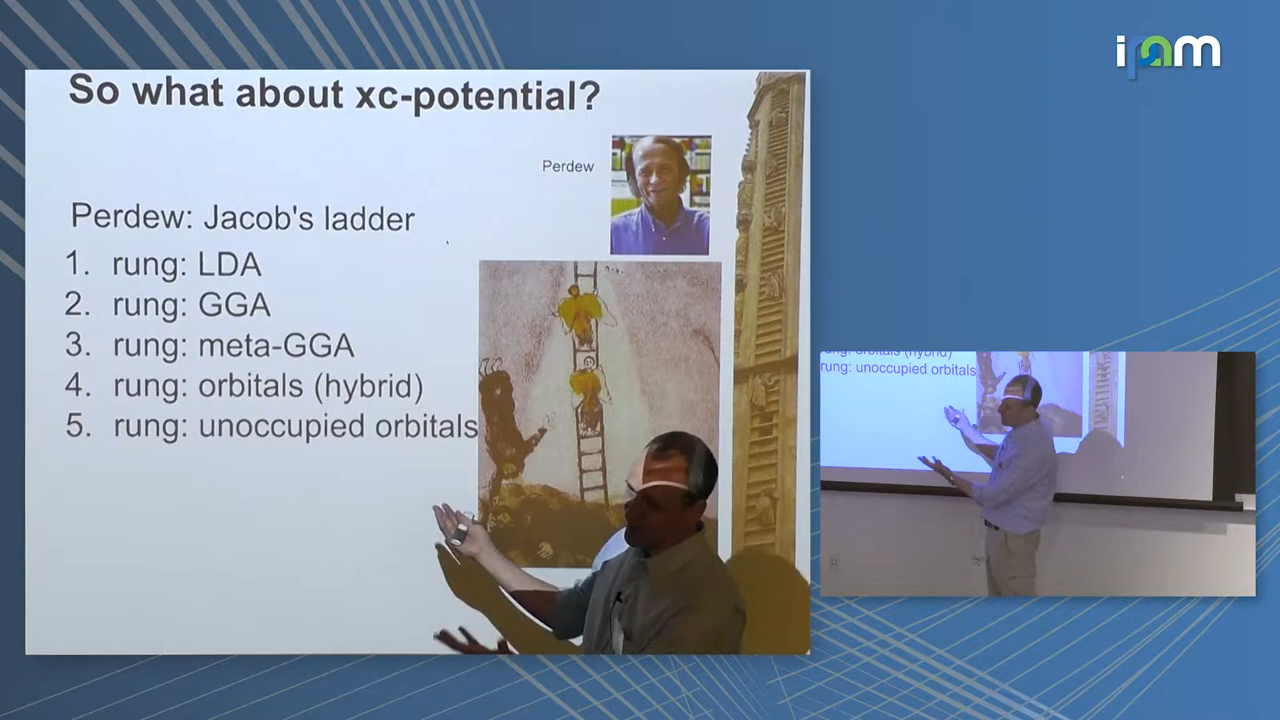 ipam
So what about xc-potential?
Perdew
Perdew: Jacob's ladder
1. rung: LDA
2. rung: GGA
3. rung: meta-GGA
4. rung: orbitals (hybrid)
5. rung: unoccupied orbitals
rung: orbitals (hybrid)
rung: unoccupied orbitals